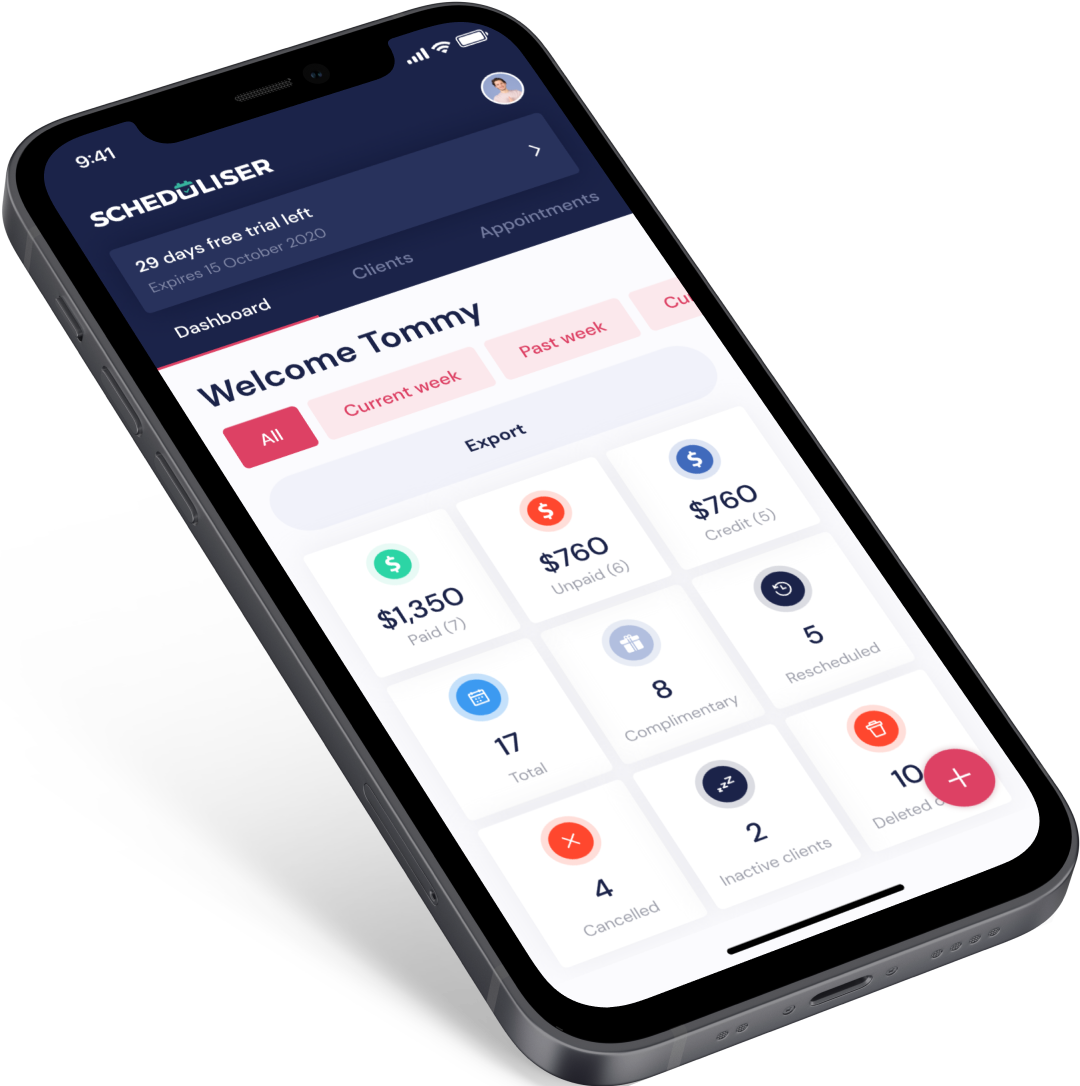 9:41
SCHEDULISER
29 days free trial left
Expires 15 October 2020
Dashboard
Clients
Appointments
Welcome Tommy
All
Current week
Past week
Export
$1,350
Paid (7)
$760
Unpaid (6)
$760
Credit (5)
17
Total
8
Complimentary
5
Rescheduled
4
Cancelled
2
Inactive clients
10
Deleted